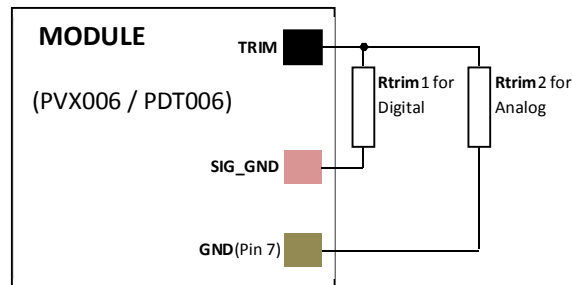 MODULE
TRIM
(PVX006 / PDT006)
Rtrim1 for
Digital
Rtrim2 for
Analog
SIG_GND
GND(Pin 7)